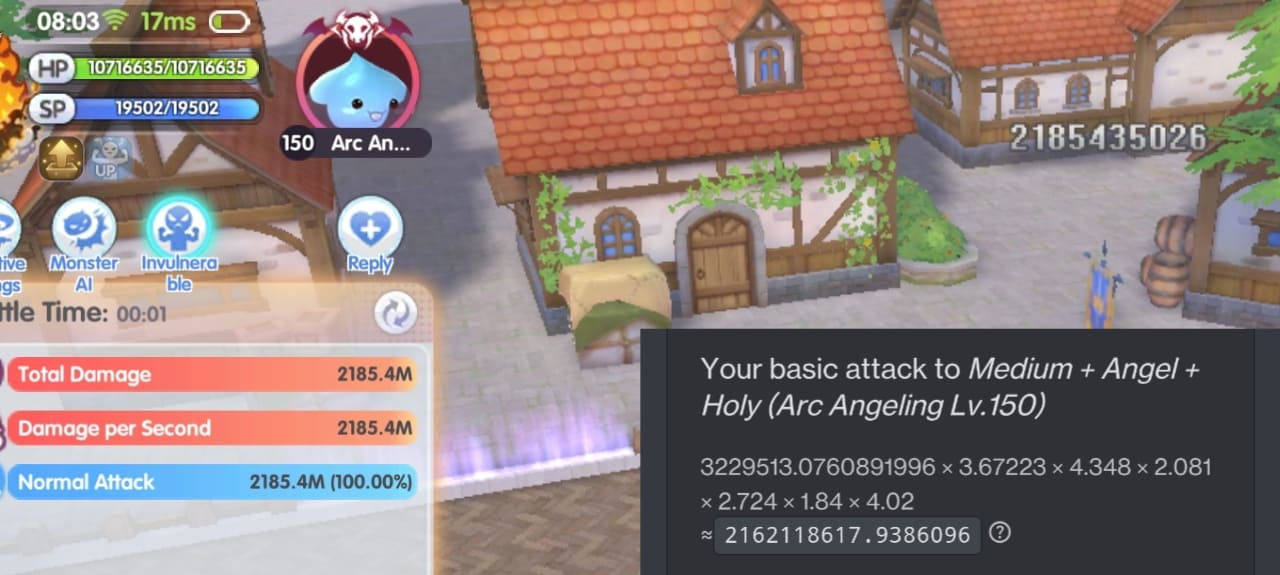 08:03 17ms
HP 10716635/10716635
SP 19502/19502
150 Arc An...
UP
2185435026
tive
ngs
Monster
AI
Invulnera
ble
Reply
ttle Time: 00:01
Total Damage 2185.4M
Damage per Second 2185.4M
Normal Attack 2185.4M (100.00%)
Your basic attack to Medium + Angel +
Holy (Arc Angeling Lv.150)
3229513.0760891996 × 3.67223 × 4.348 × 2.081
× 2.724 × 1.84 × 4.02
≈ 2162118617.9386096 ?